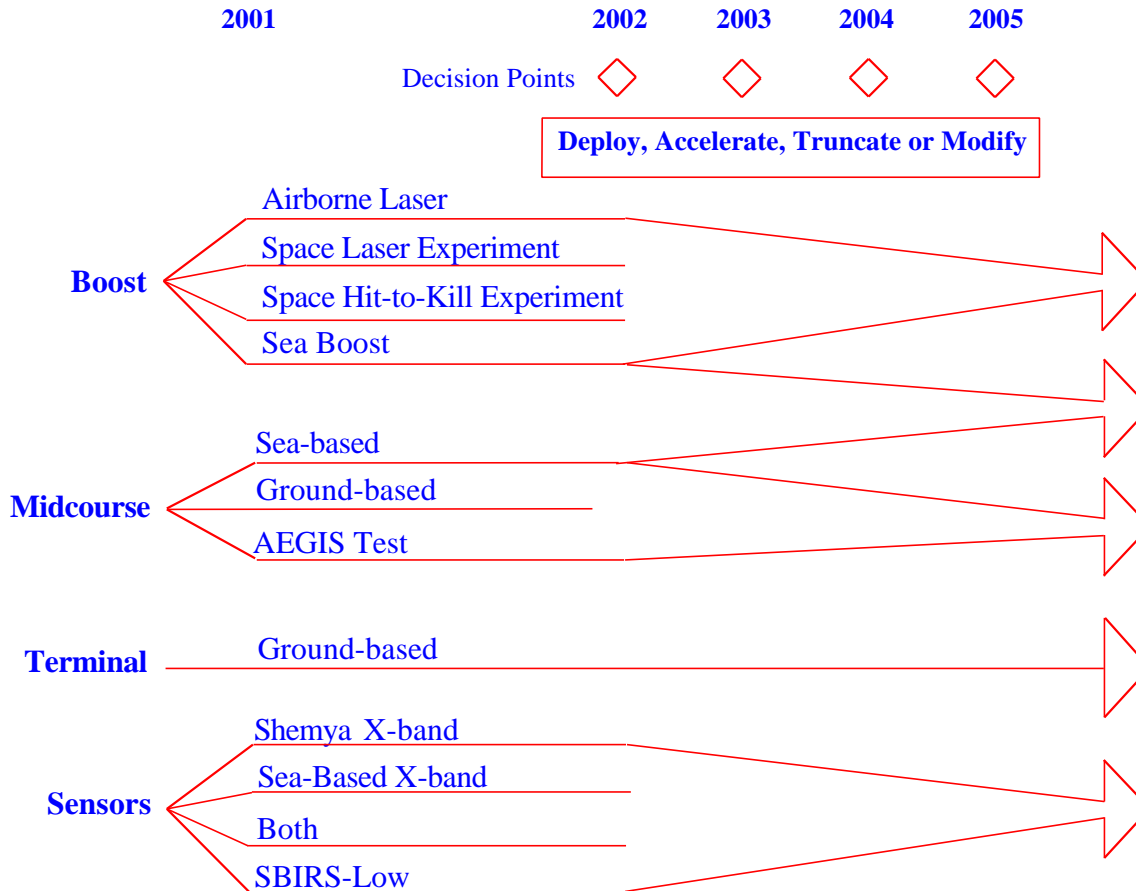 2001 2002 2003 2004 2005
Decision Points
Deploy, Accelerate, Truncate or Modify
Airborne Laser
Space Laser Experiment
Boost
Space Hit-to-Kill Experiment
Sea Boost
Sea-based
Ground-based
Midcourse
AEGIS Test
Ground-based
Terminal
Shemya X-band
Sea-Based X-band
Sensors
Both
SBIRS-Low